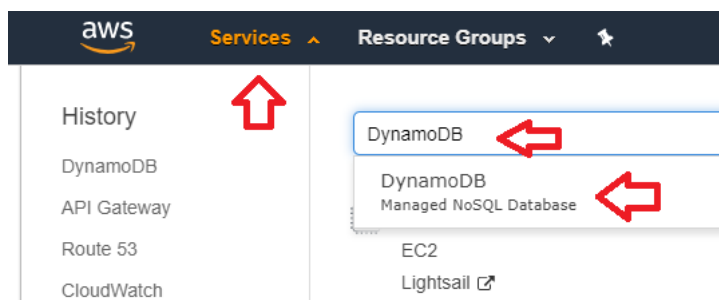 aws Services Resource Groups
History
DynamoDB
API Gateway
Route 53
CloudWatch
DynamoDB
DynamoDB
Managed NoSQL Database
EC2
Lightsail